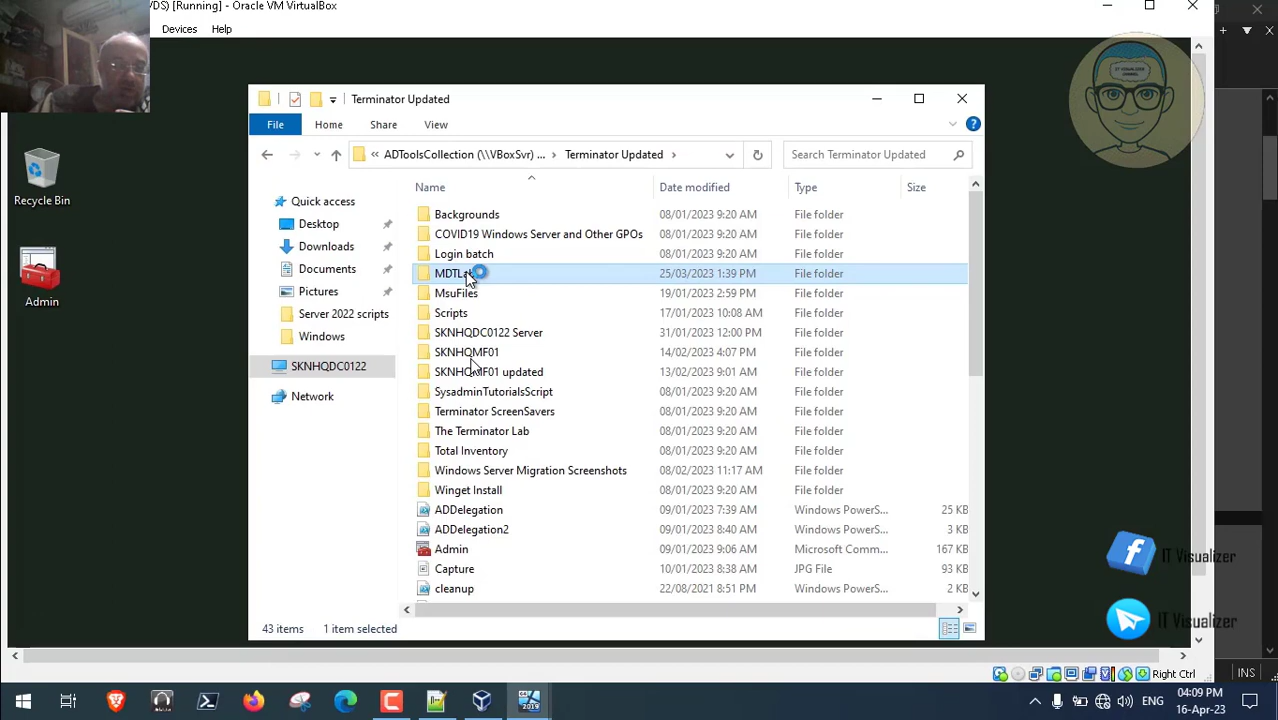 VDS) [Running] - Oracle VM VirtualBox
Devices Help
IT VISUALIZER
CHANNEL
Terminator Updated
File Home Share View
« ADToolsCollection (\\VBoxSvr) ... > Terminator Updated >
Search Terminator Updated
Name Date modified Type Size
Recycle Bin
Admin
Quick access
Desktop
Downloads
Documents
Pictures
Server 2022 scripts
Windows
SKNHQDC0122
Network
Backgrounds 08/01/2023 9:20 AM File folder
COVID19 Windows Server and Other GPOs 08/01/2023 9:20 AM File folder
Login batch 08/01/2023 9:20 AM File folder
25/03/2023 1:39 PM File folder
MsuFiles 19/01/2023 2:59 PM File folder
Scripts 17/01/2023 10:08 AM File folder
SKNHQDC0122 Server 31/01/2023 12:00 PM File folder
SKNHQMF01 14/02/2023 4:07 PM File folder
SKNHQMF01 updated 13/02/2023 9:01 AM File folder
SysadminTutorialsScript 08/01/2023 9:20 AM File folder
Terminator ScreenSavers 08/01/2023 9:20 AM File folder
The Terminator Lab 08/01/2023 9:20 AM File folder
Total Inventory 08/01/2023 9:20 AM File folder
Windows Server Migration Screenshots 08/02/2023 11:17 AM File folder
Winget Install 08/01/2023 9:20 AM File folder
ADDelegation 09/01/2023 7:39 AM Windows PowerS... 25 KB
ADDelegation2 09/01/2023 8:40 AM Windows PowerS... 3 KB
Admin 09/01/2023 9:06 AM Microsoft Comm... 167 KB
Capture 10/01/2023 8:38 AM JPG File 93 KB
cleanup 22/08/2021 8:51 PM Windows PowerS... 1 KB
43 items 1 item selected
IT Visualizer
IT Visualizer
Right Ctrl
INS
ENG
04:09 PM
16-Apr-23